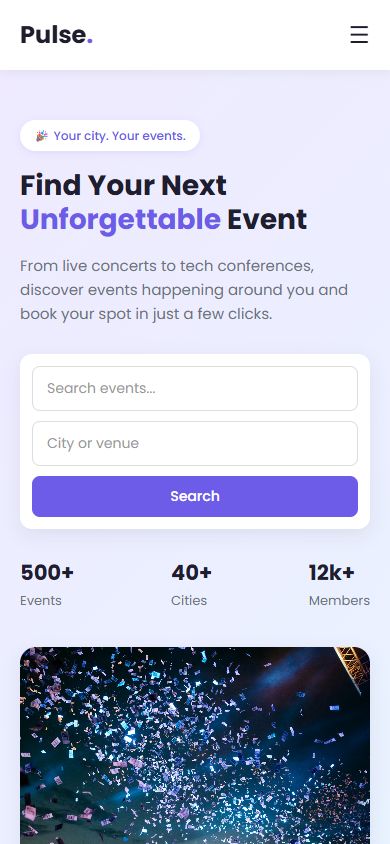 Pulse.
☰
🎉 Your city. Your events.
Find Your Next
Unforgettable Event
From live concerts to tech conferences,
discover events happening around you and
book your spot in just a few clicks.
Search events...
City or venue
Search
500+ 40+ 12k+
Events Cities Members